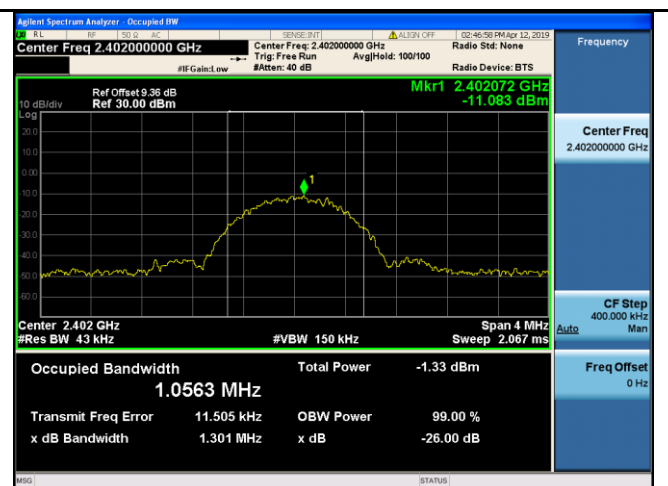 Agilent Spectrum Analyzer - Occupied BW
RL RF 50 Ω AC SENSE:INT ALIGN OFF 02:46:58 PM Apr 12, 2019
Center Freq 2.402000000 GHz
Center Freq: 2.402000000 GHz Radio Std: None
Trig: Free Run Avg|Hold: 100/100
#IFGain:Low #Atten: 40 dB Radio Device: BTS
Frequency
Ref Offset 9.36 dB
10 dB/div Ref 30.00 dBm
Mkr1 2.402072 GHz
-11.083 dBm
Log
20.0
10.0
0.00
-10.0
-20.0
-30.0
-40.0
-50.0
-60.0
1
Center 2.402 GHz Span 4 MHz
#Res BW 43 kHz #VBW 150 kHz Sweep 2.067 ms
Occupied Bandwidth Total Power -1.33 dBm
1.0563 MHz
Transmit Freq Error 11.505 kHz OBW Power 99.00 %
x dB Bandwidth 1.301 MHz x dB -26.00 dB
Center Freq
2.402000000 GHz
CF Step
400.000 kHz
Auto Man
Freq Offset
0 Hz
MSG STATUS